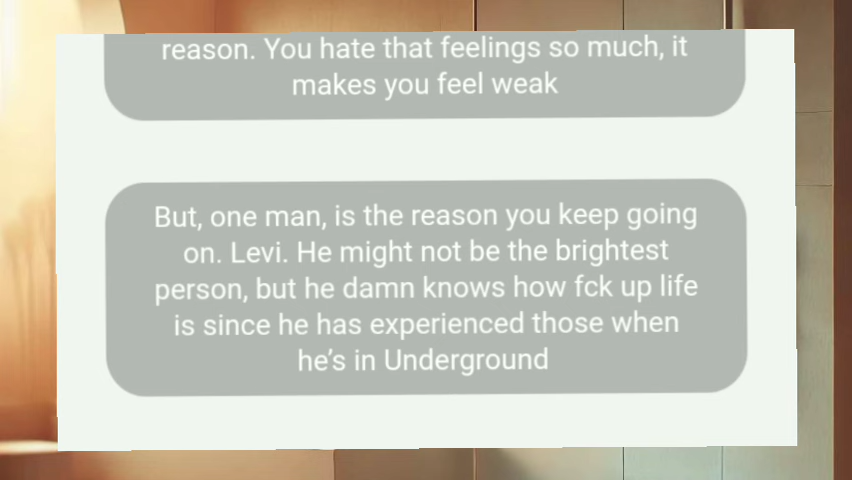 reason. You hate that feelings so much, it
makes you feel weak
But, one man, is the reason you keep going
on. Levi. He might not be the brightest
person, but he damn knows how fck up life
is since he has experienced those when
he's in Underground